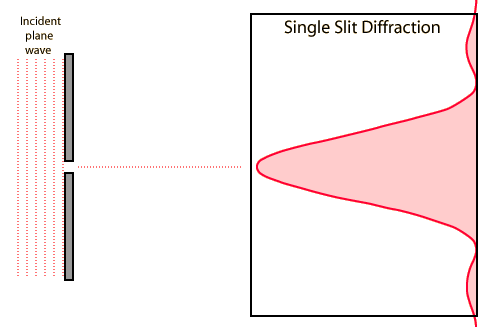 Incident
plane
wave
Single Slit Diffraction